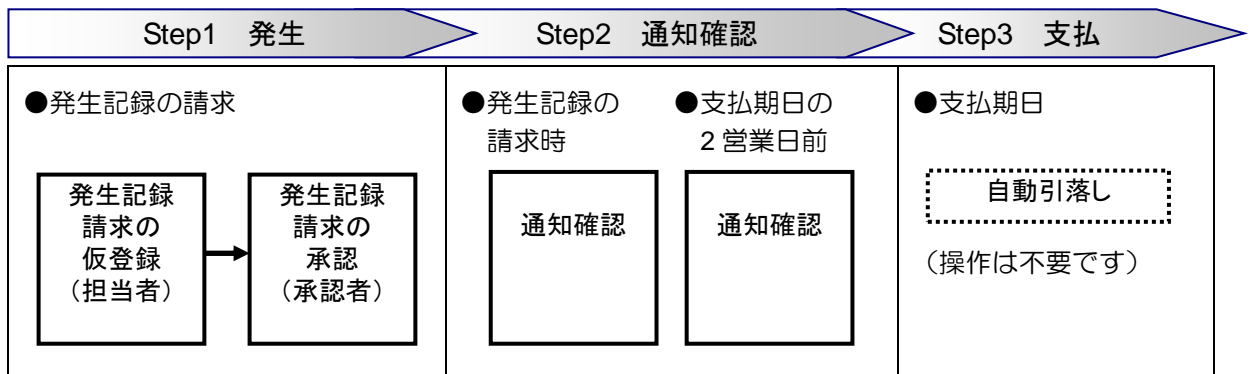 Step1 発生
Step2 通知確認
Step3 支払
●発生記録の請求
発生記録
請求の
仮登録
（担当者）
発生記録
請求の
承認
（承認者）
●発生記録の
請求時
通知確認
●支払期日の
2 営業日前
通知確認
●支払期日
自動引落し
（操作は不要です）